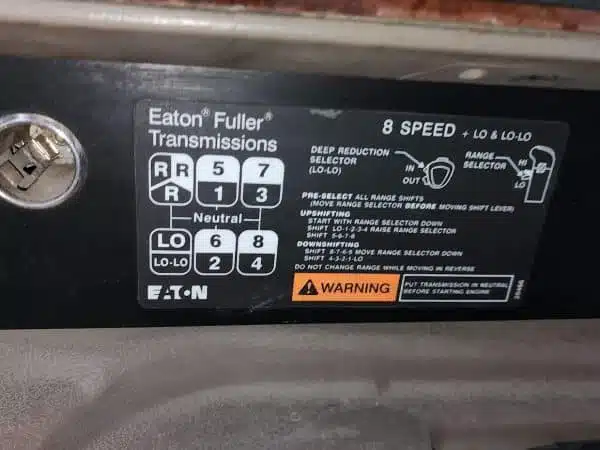 Eaton® Fuller®
Transmissions
R R 5 7
R 1 3
Neutral
LO 6 8
LO-LO 2 4
EATON
8 SPEED + LO & LO-LO
DEEP REDUCTION
SELECTOR
(LO-LO)
IN
OUT
RANGE
SELECTOR
HI
LO
PRE-SELECT ALL RANGE SHIFTS
(MOVE RANGE SELECTOR BEFORE MOVING SHIFT LEVER)
UPSHIFTING
START WITH RANGE SELECTOR DOWN
SHIFT LO-1-2-3-4 RAISE RANGE SELECTOR
SHIFT 5-6-7-8
DOWNSHIFTING
SHIFT 8-7-6-5 MOVE RANGE SELECTOR DOWN
SHIFT 4-3-2-1-LO
DO NOT CHANGE RANGE WHILE MOVING IN REVERSE
WARNING
PUT TRANSMISSION IN NEUTRAL
BEFORE STARTING ENGINE